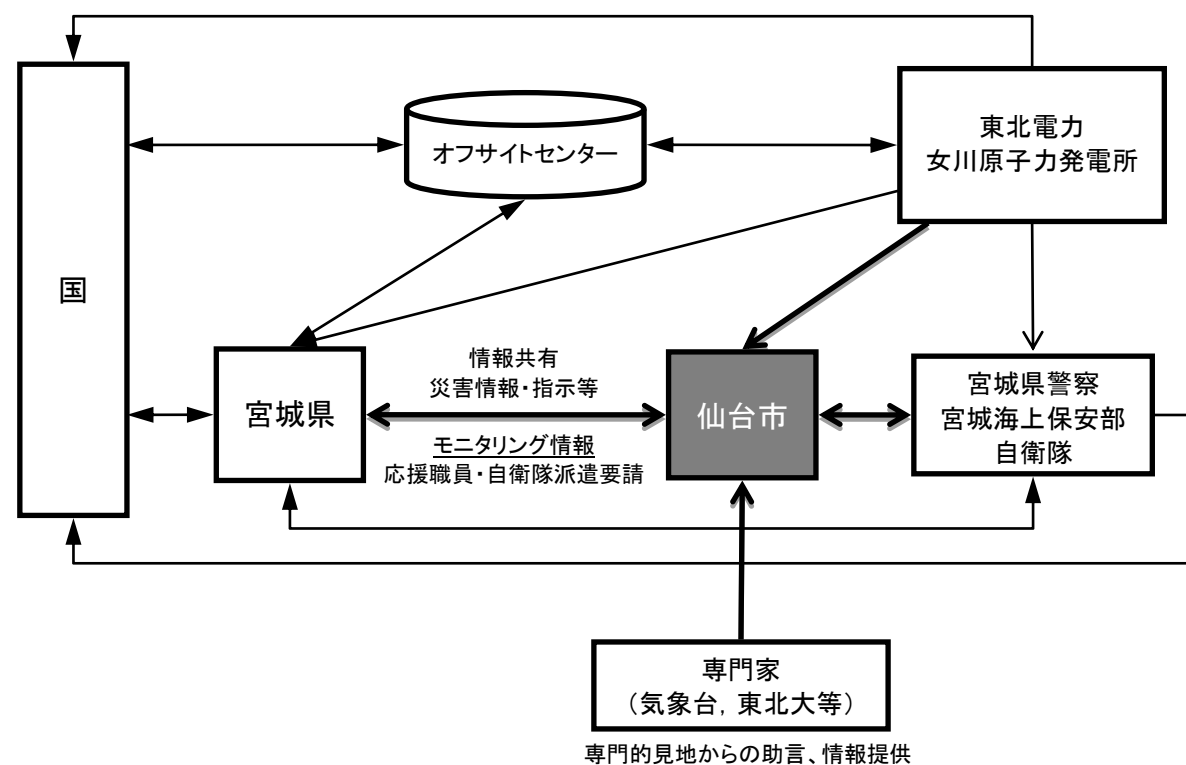 東北電力
女川原子力発電所
オフサイトセンター
国
情報共有
災害情報・指示等
宮城県
仙台市
宮城県警察
宮城海上保安部
自衛隊
モニタリング情報
応援職員・自衛隊派遣要請
専門家
（気象台，東北大等）
専門的見地からの助言、情報提供